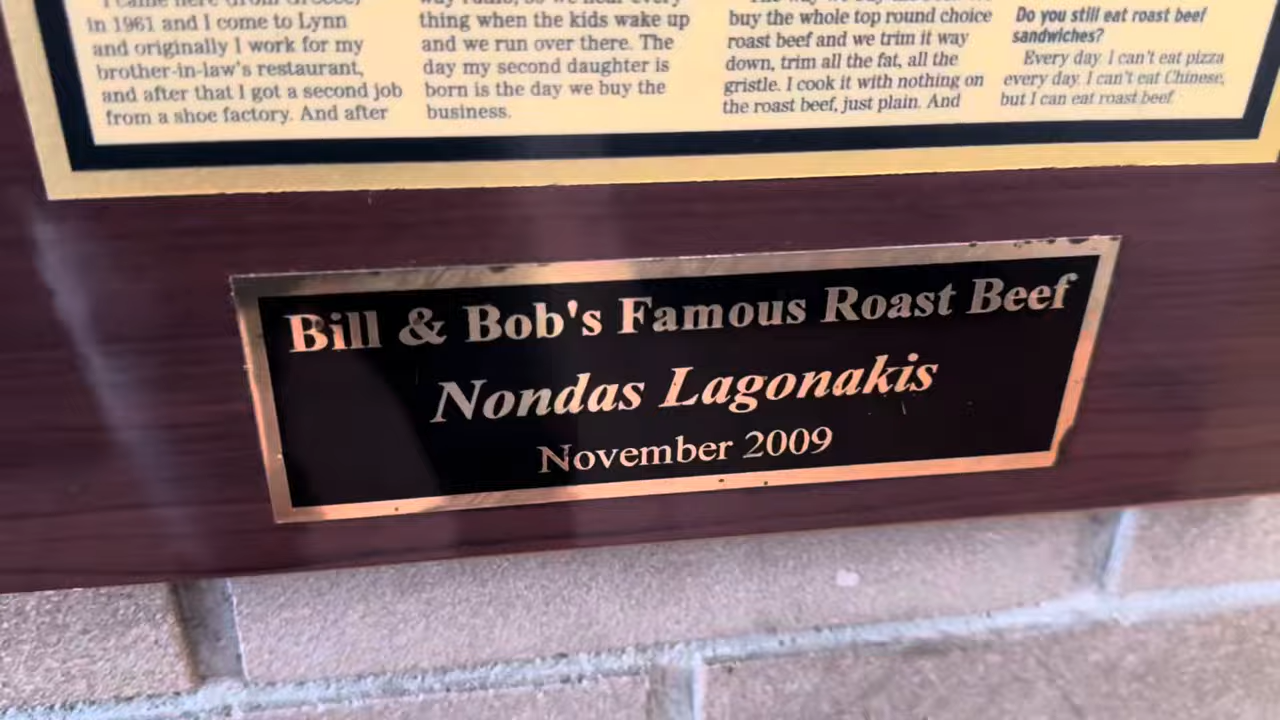 I came here (from Greece)
in 1961 and I come to Lynn
and originally I work for my
brother-in-law's restaurant,
and after that I got a second job
from a shoe factory. And after
thing when the kids wake up
and we run over there. The
day my second daughter is
born is the day we buy the
business.
buy the whole top round choice
roast beef and we trim it way
down, trim all the fat, all the
gristle. I cook it with nothing on
the roast beef, just plain. And
Do you still eat roast beef
sandwiches?
Every day. I can't eat pizza
every day. I can't eat Chinese,
but I can eat roast beef.
Bill & Bob's Famous Roast Beef
Nondas Lagonakis
November 2009